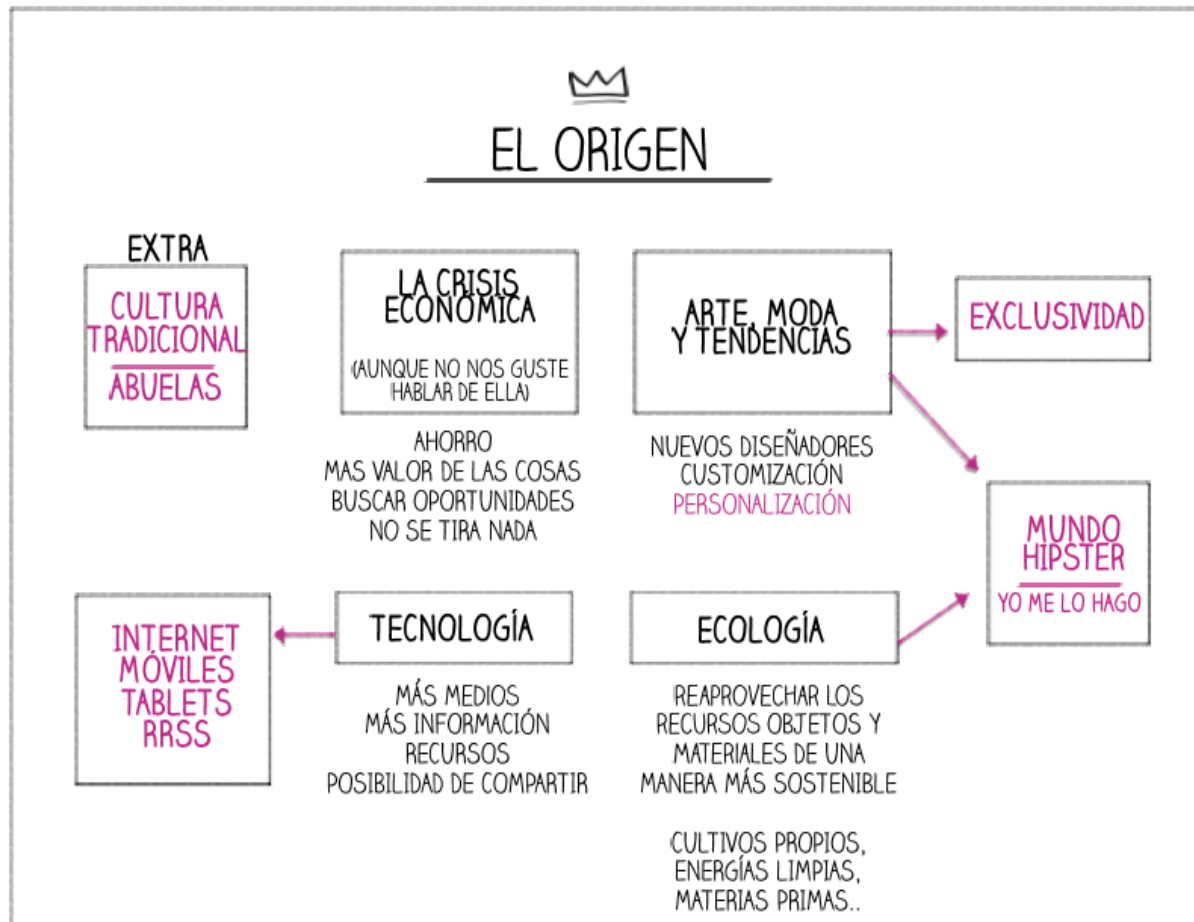 EL ORIGEN
EXTRA
CULTURA
TRADICIONAL
ABUELAS
LA CRISIS
ECONÓMICA
(AUNQUE NO NOS GUSTE
HABLAR DE ELLA)
AHORRO
MAS VALOR DE LAS COSAS
BUSCAR OPORTUNIDADES
NO SE TIRA NADA
ARTE, MODA
Y TENDENCIAS
NUEVOS DISEÑADORES
CUSTOMIZACIÓN
PERSONALIZACIÓN
EXCLUSIVIDAD
MUNDO
HIPSTER
YO ME LO HAGO
INTERNET
MÓVILES
TABLETS
RRSS
TECNOLOGÍA
MÁS MEDIOS
MÁS INFORMACIÓN
RECURSOS
POSIBILIDAD DE COMPARTIR
ECOLOGÍA
REAPROVECHAR LOS
RECURSOS OBJETOS Y
MATERIALES DE UNA
MANERA MÁS SOSTENIBLE
CULTIVOS PROPIOS,
ENERGÍAS LIMPIAS,
MATERIAS PRIMAS..